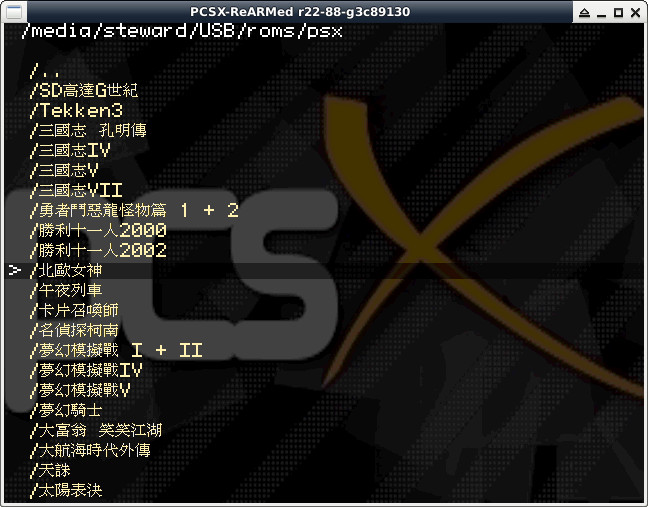 PCSX-ReARMed r22-88-g3c89130
/media/steward/USB/roms/psx
/..
/SD高達G世紀
/Tekken3
/三國志 孔明傳
/三國志IV
/三國志V
/三國志VII
/勇者鬥惡龍怪物篇 1 + 2
/勝利十一人2000
/勝利十一人2002
> /北歐女神
/午夜列車
/卡片召喚師
/名偵探柯南
/夢幻模擬戰 I + II
/夢幻模擬戰IV
/夢幻模擬戰V
/夢幻騎士
/大富翁 笑笑江湖
/大航海時代外傳
/天誅
/太陽表決